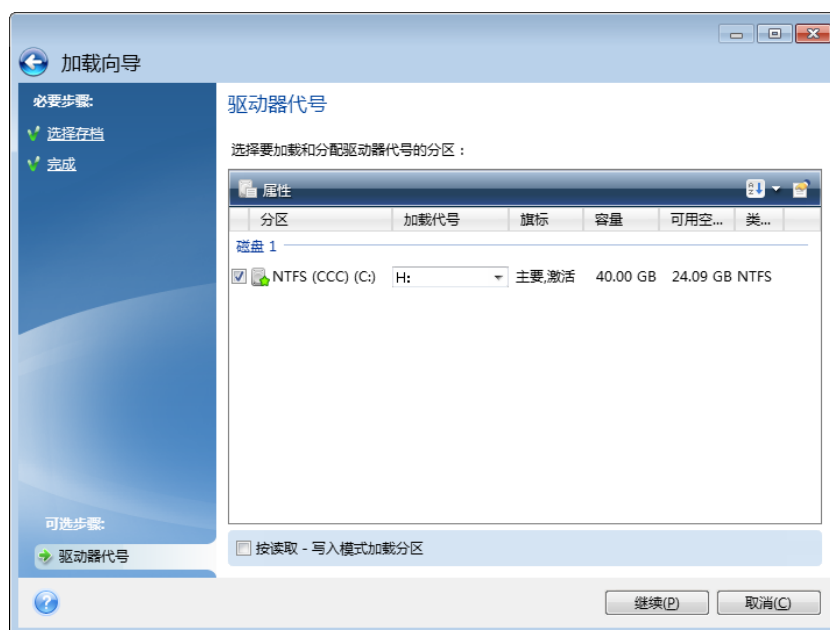 加载向导
必要步骤:
选择存档
完成
驱动器代号
选择要加载和分配驱动器代号的分区：
属性
分区 加载代号 旗标 容量 可用空... 类...
磁盘 1
NTFS (CCC) (C:) H: 主要,激活 40.00 GB 24.09 GB NTFS
可选步骤:
驱动器代号
按读取 - 写入模式加载分区
继续(P) 取消(C)